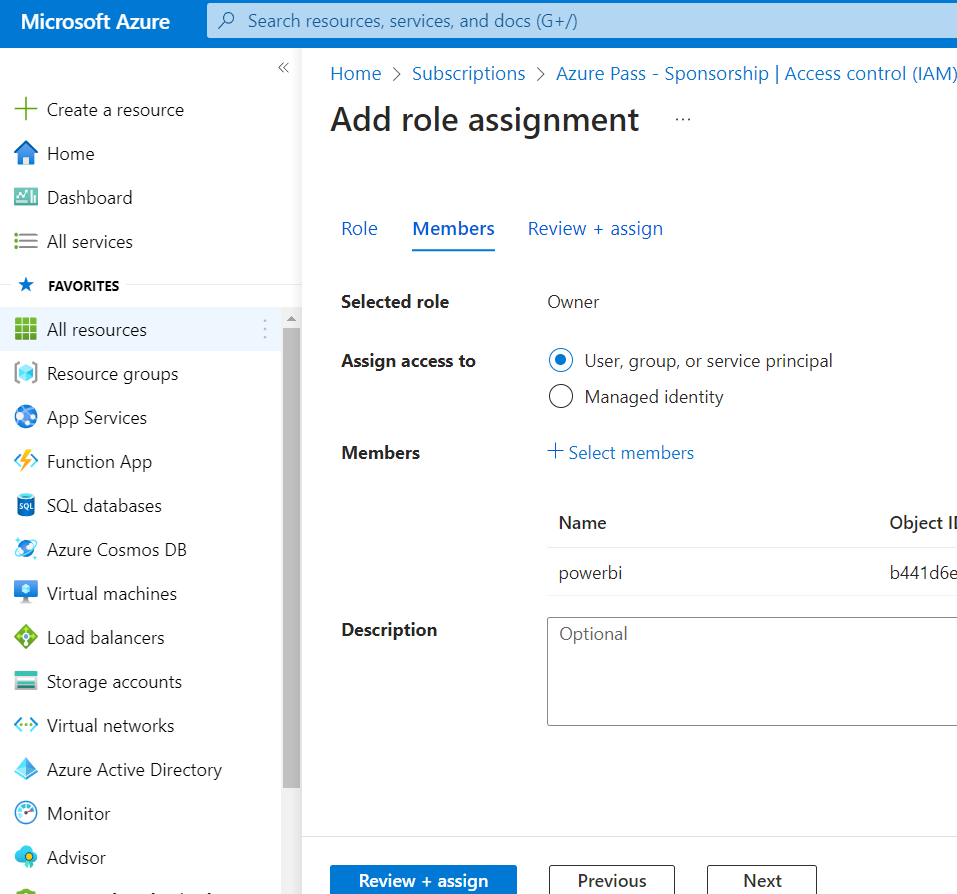 Microsoft Azure
Search resources, services, and docs (G+/)
Create a resource
Home
Dashboard
All services
FAVORITES
All resources
Resource groups
App Services
Function App
SQL databases
Azure Cosmos DB
Virtual machines
Load balancers
Storage accounts
Virtual networks
Azure Active Directory
Monitor
Advisor
Home > Subscriptions > Azure Pass - Sponsorship | Access control (IAM)
Add role assignment ...
Role Members Review + assign
Selected role Owner
Assign access to User, group, or service principal
Managed identity
Members + Select members
Name Object ID
powerbi b441d6e
Description Optional
Review + assign Previous Next